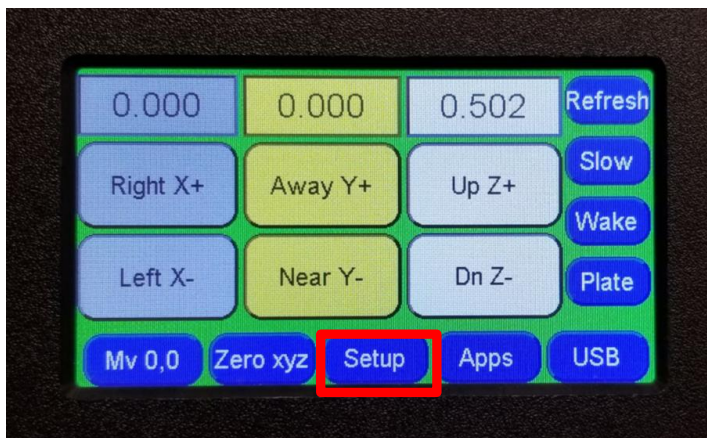 0.000 0.000 0.502 Refresh
Slow
Right X+ Away Y+ Up Z+
Wake
Left X- Near Y- Dn Z- Plate
Mv 0,0 Zero xyz Setup Apps USB